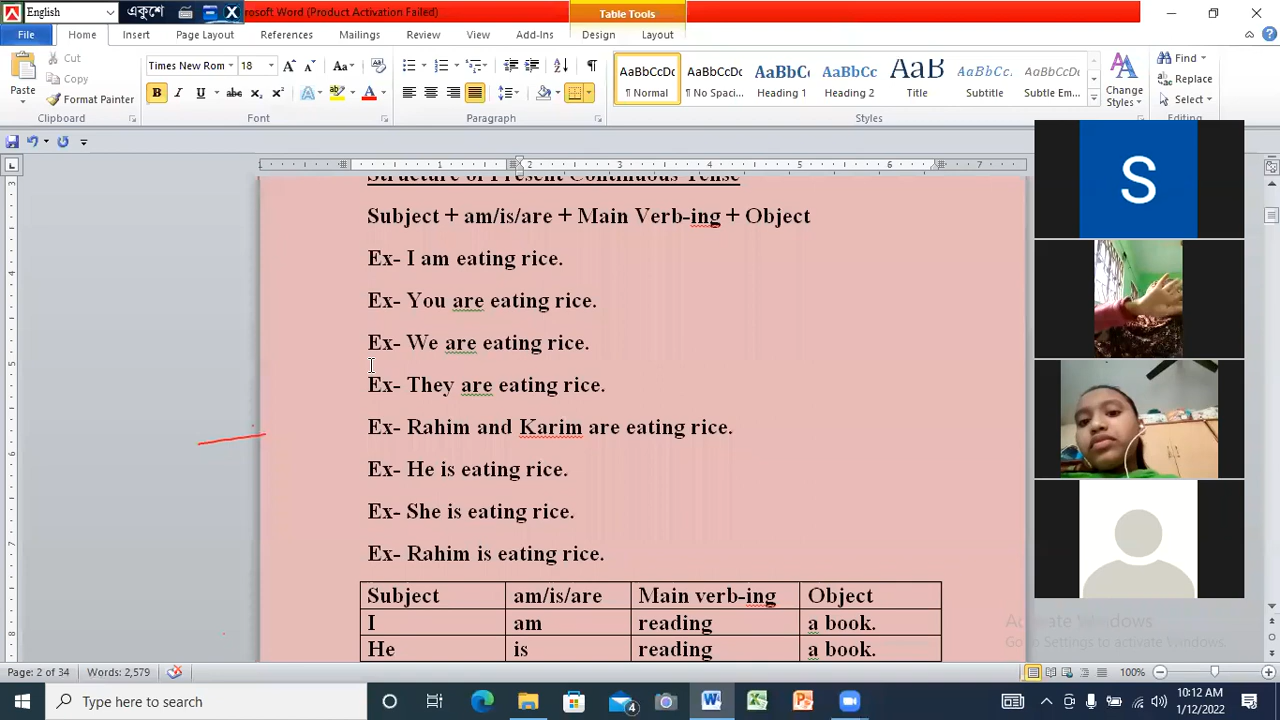 English
একুশে
rosoft Word (Product Activation Failed)
Table Tools
File Home Insert Page Layout References Mailings Review View Add-Ins Design Layout
Paste
Cut
Copy
Format Painter
Clipboard
Times New Rom 18
Font
Paragraph
AaBbCcDc
¶ Normal
AaBbCcDc
¶ No Spaci...
AaBbC
Heading 1
AaBbCc
Heading 2
AaB
Title
AaBbCcL
Subtitle
AaBbCcDa
Subtle Em...
Styles
Change Styles
Find
Replace
Select
Editing
Structure of Present Continuous Tense
Subject + am/is/are + Main Verb-ing + Object
Ex- I am eating rice.
Ex- You are eating rice.
Ex- We are eating rice.
Ex- They are eating rice.
Ex- Rahim and Karim are eating rice.
Ex- He is eating rice.
Ex- She is eating rice.
Ex- Rahim is eating rice.
Subject am/is/are Main verb-ing Object
I am reading a book.
He is reading a book.
S
Activate Windows
Go to Settings to activate Windows.
Page: 2 of 34 Words: 2,579 100%
Type here to search
4
10:12 AM
1/12/2022